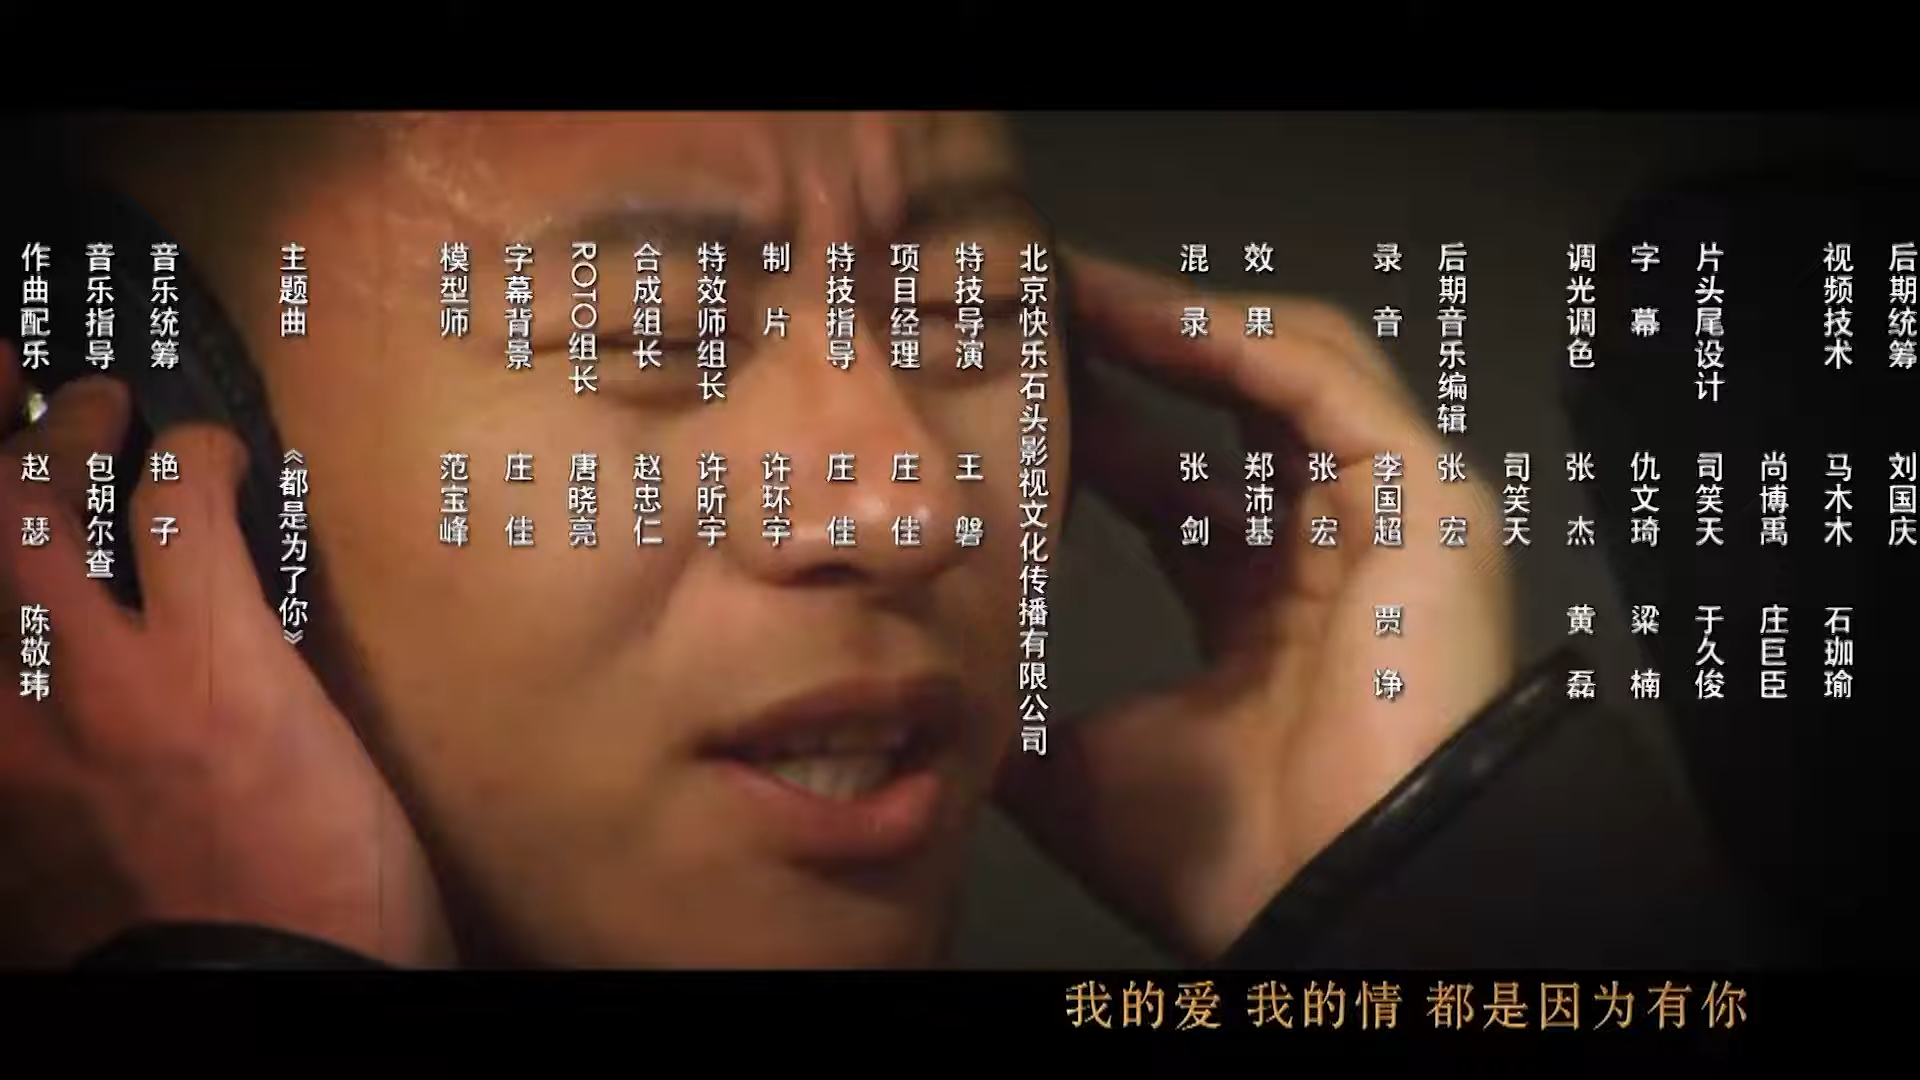 后期统筹 刘国庆
视频技术 马木木 石珈瑜
尚博禹 庄巨臣
片头尾设计 司笑天 于久俊
字幕 仇文琦 梁楠
调光调色 张杰 黄磊
司笑天
后期音乐编辑 张宏
录音 李国超 贾诤
张宏
效果 郑沛基
混录 张剑
北京快乐石头影视文化传播有限公司
特技导演 王磐
项目经理 庄佳
特技指导 庄佳
制片 许环宇
特效师组长 许昕宇
合成组长 赵忠仁
ROTO组长 唐晓亮
字幕背景 庄佳
模型师 范宝峰
主题曲 《都是为了你》
音乐统筹 艳子
音乐指导 包胡尔查
作曲配乐 赵瑟 陈敬玮
我的爱 我的情 都是因为有你